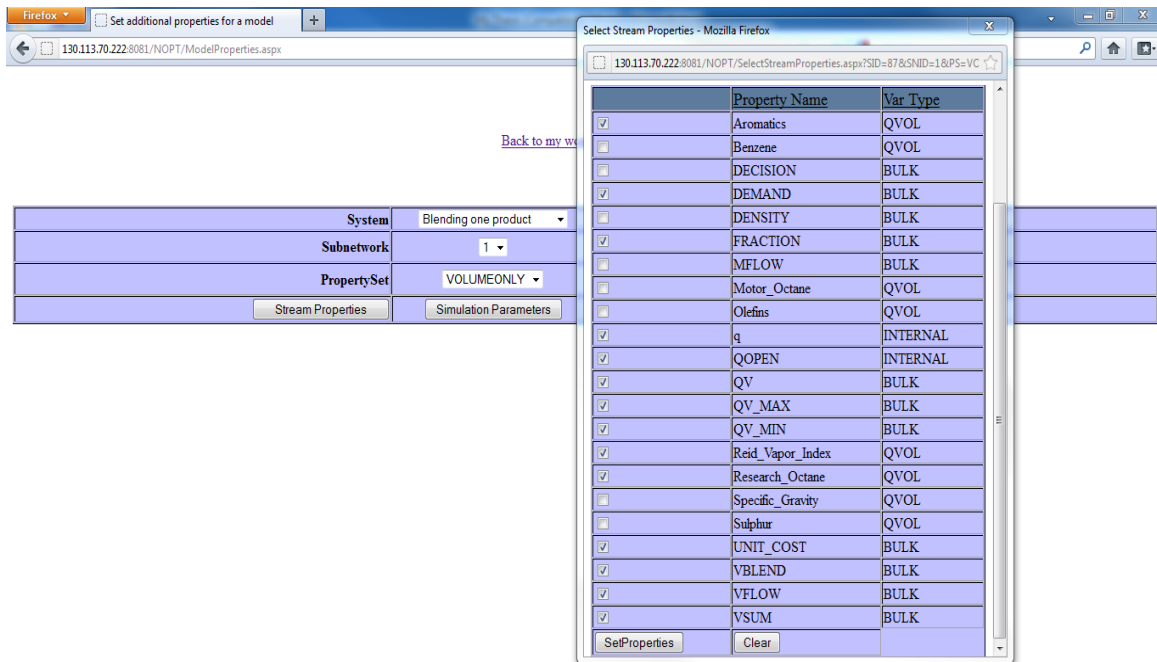 Firefox
Set additional properties for a model
130.113.70.222:8081/NOPT/ModelProperties.aspx
Back to my
System Blending one product
Subnetwork 1
PropertySet VOLUMEONLY
Stream Properties Simulation Parameters
Select Stream Properties - Mozilla Firefox
130.113.70.222:8081/NOPT/SelectStreamProperties.aspx?SID=87&SNID=1&PS=VC
Property Name Var Type
Aromatics QVOL
Benzene QVOL
DECISION BULK
DEMAND BULK
DENSITY BULK
FRACTION BULK
MFLOW BULK
Motor_Octane QVOL
Olefins QVOL
q INTERNAL
QOPEN INTERNAL
QV BULK
QV_MAX BULK
QV_MIN BULK
Reid_Vapor_Index QVOL
Research_Octane QVOL
Specific_Gravity QVOL
Sulphur QVOL
UNIT_COST BULK
VBLEND BULK
VFLOW BULK
VSUM BULK
SetProperties Clear